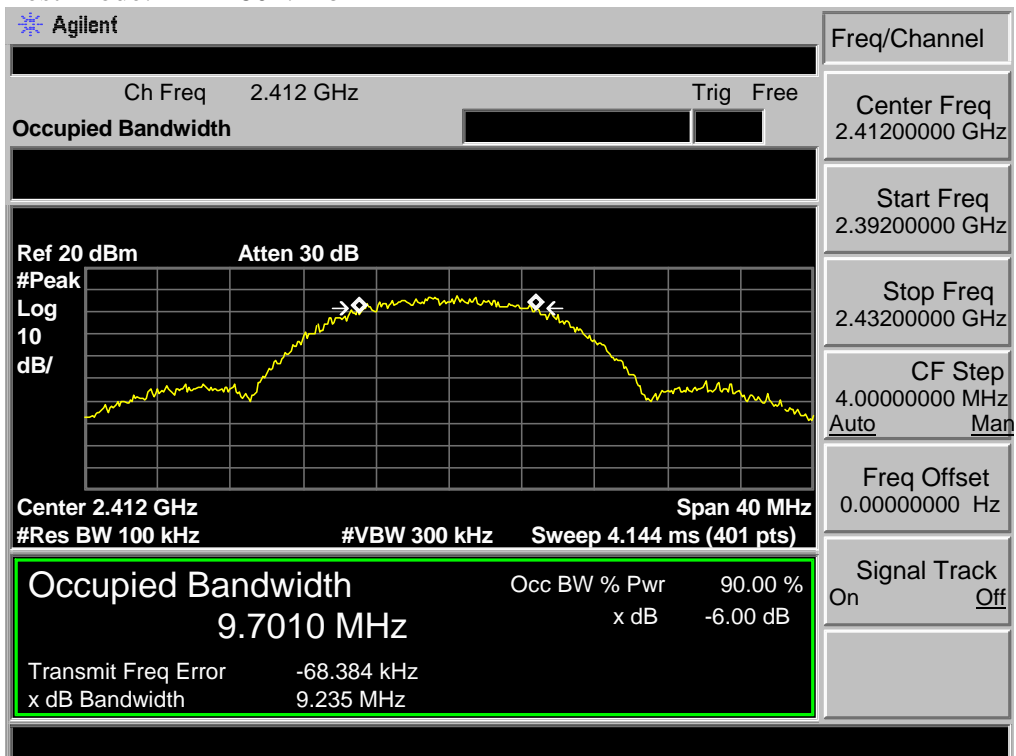 Agilent
Freq/Channel
Ch Freq 2.412 GHz Trig Free
Occupied Bandwidth
Center Freq
2.41200000 GHz
Start Freq
2.39200000 GHz
Stop Freq
2.43200000 GHz
CF Step
4.00000000 MHz
Auto Man
Freq Offset
0.00000000 Hz
Signal Track
On Off
Ref 20 dBm Atten 30 dB
#Peak
Log
10
dB/
Center 2.412 GHz Span 40 MHz
#Res BW 100 kHz #VBW 300 kHz Sweep 4.144 ms (401 pts)
Occupied Bandwidth Occ BW % Pwr 90.00 %
9.7010 MHz x dB -6.00 dB
Transmit Freq Error -68.384 kHz
x dB Bandwidth 9.235 MHz